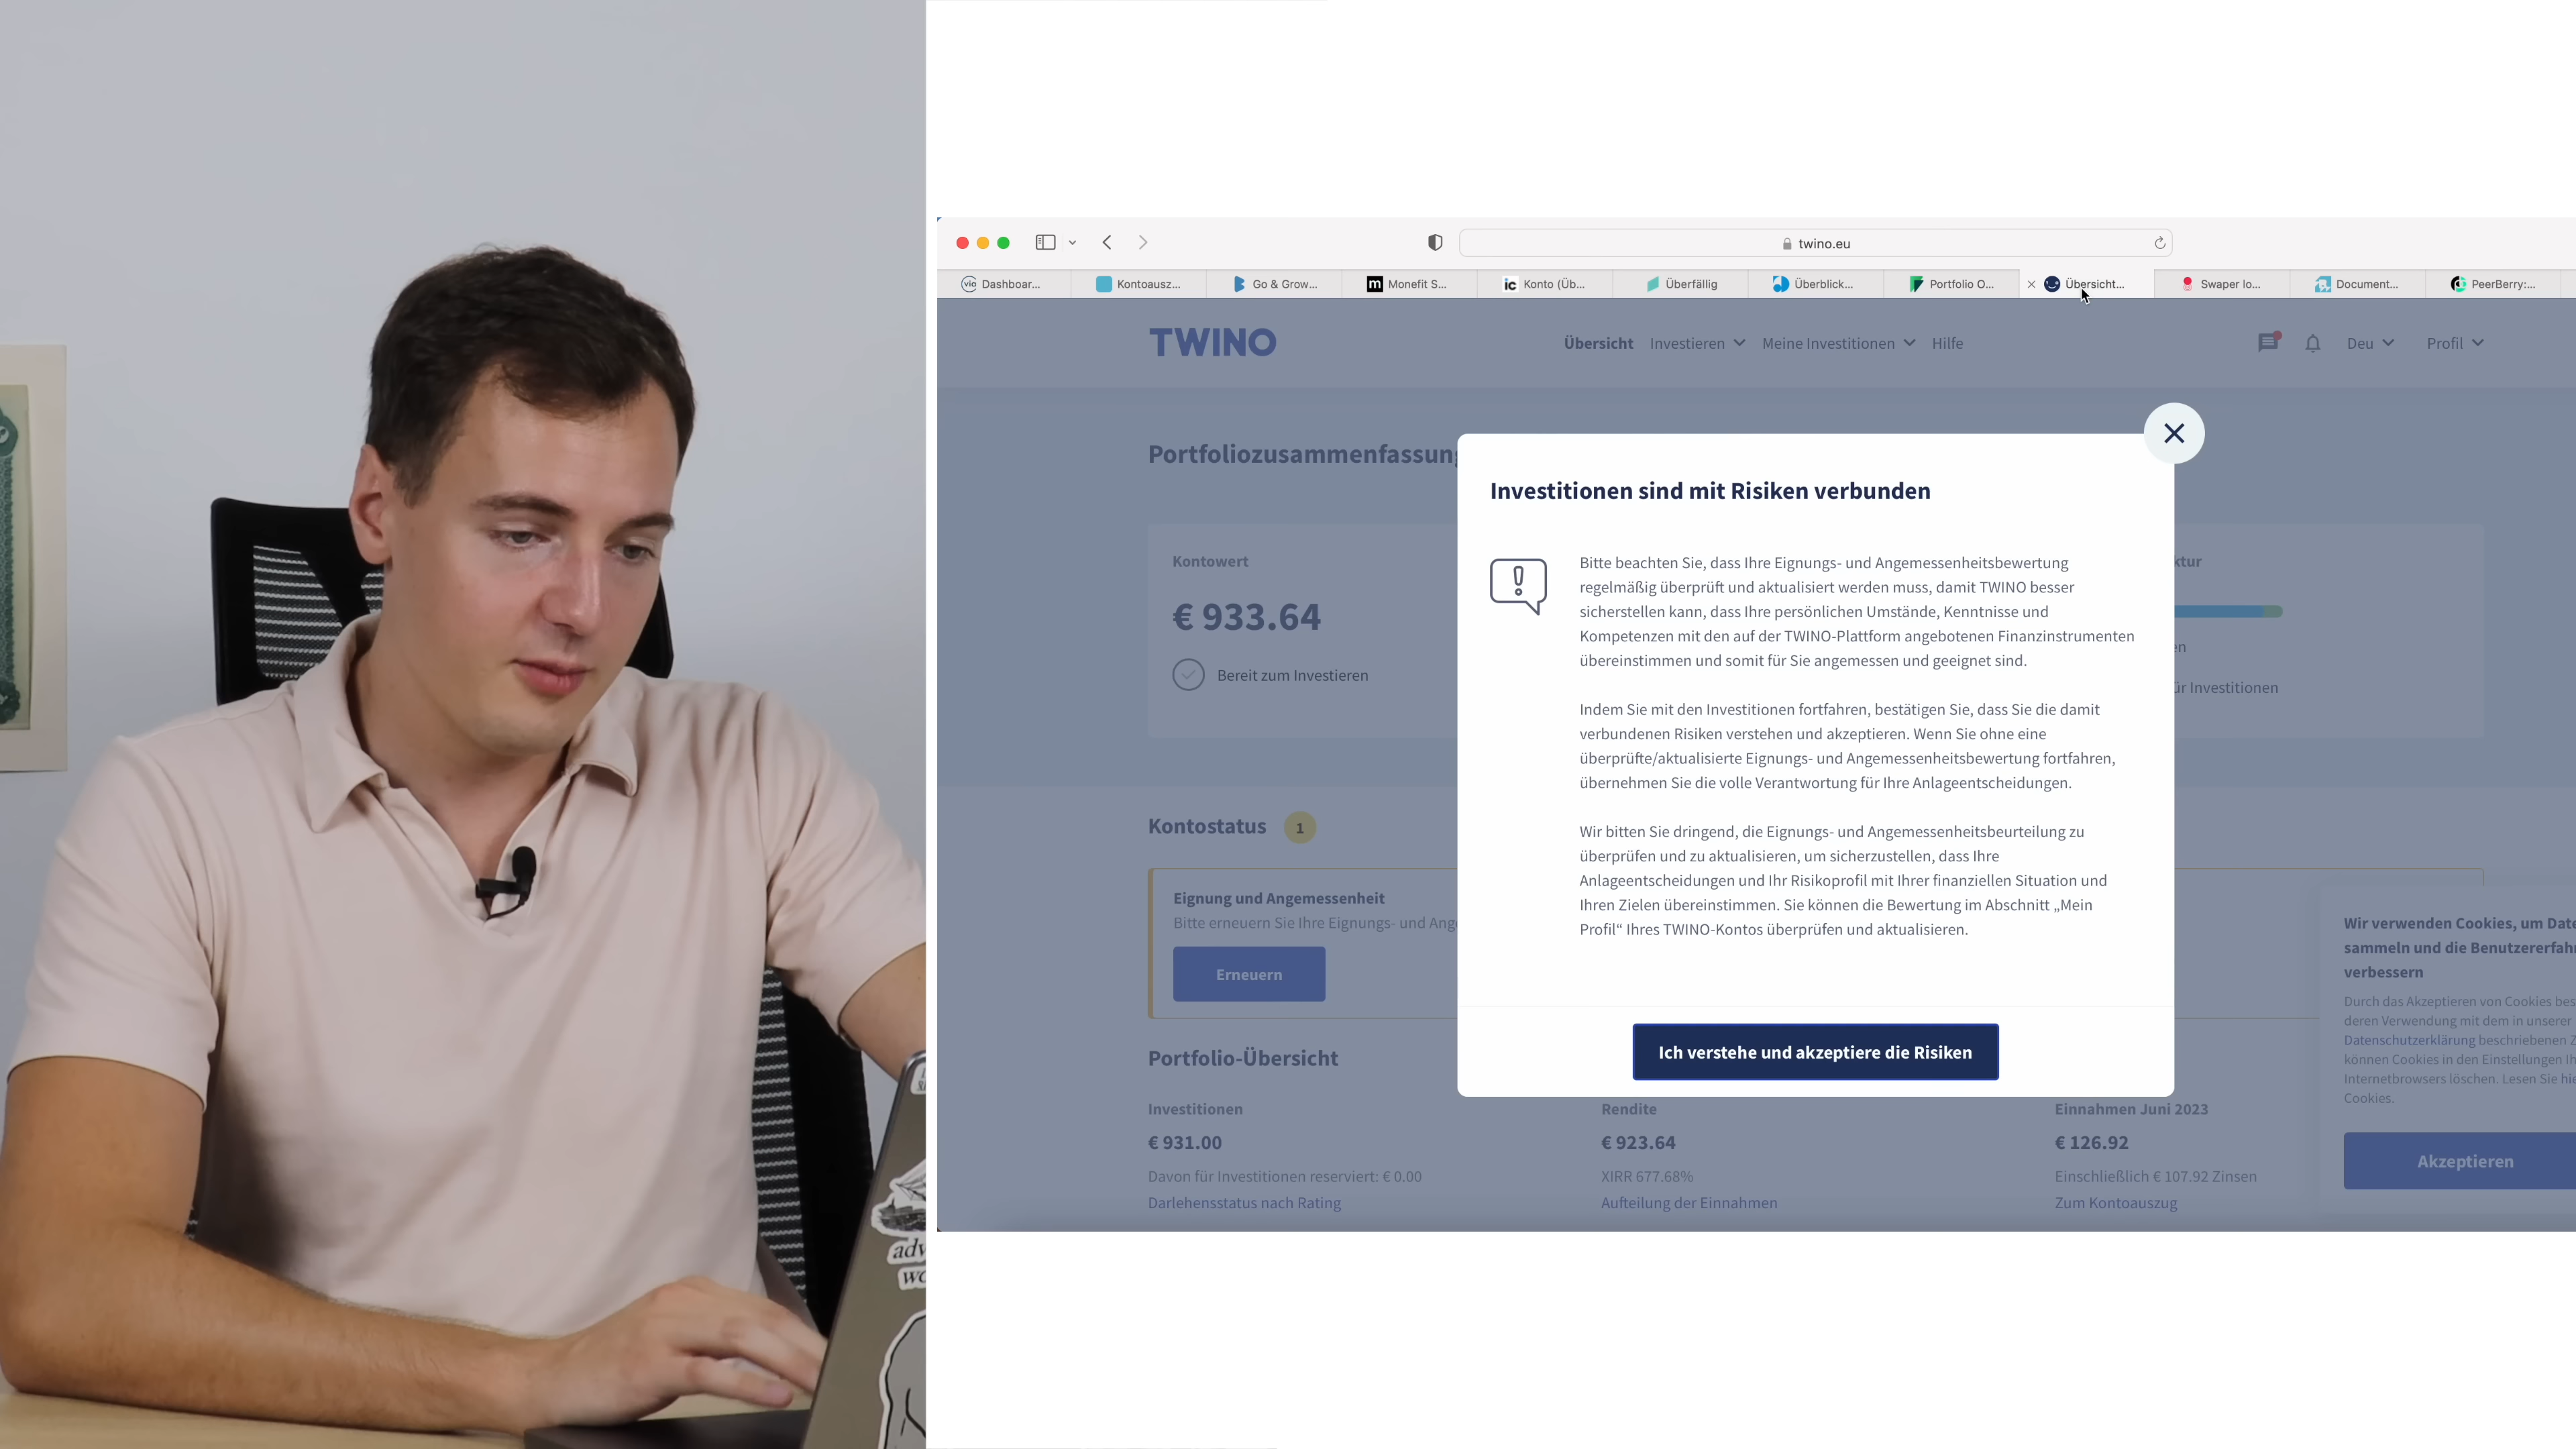 twino.eu
via Dashboar...
Kontoausz...
Go & Grow...
m Monefit S...
ic Konto (Üb...
Überfällig
Überblick...
Portfolio O...
Übersicht...
Swaper lo...
Document...
PeerBerry:...
TWINO
Übersicht Investieren Meine Investitionen Hilfe
Deu Profil
Portfoliozusammenfassung
Investitionen sind mit Risiken verbunden
Kontowert
€ 933.64
Bereit zum Investieren
Bitte beachten Sie, dass Ihre Eignungs- und Angemessenheitsbewertung
regelmäßig überprüft und aktualisiert werden muss, damit TWINO besser
sicherstellen kann, dass Ihre persönlichen Umstände, Kenntnisse und
Kompetenzen mit den auf der TWINO-Plattform angebotenen Finanzinstrumenten
übereinstimmen und somit für Sie angemessen und geeignet sind.
Indem Sie mit den Investitionen fortfahren, bestätigen Sie, dass Sie die damit
verbundenen Risiken verstehen und akzeptieren. Wenn Sie ohne eine
überprüfte/aktualisierte Eignungs- und Angemessenheitsbewertung fortfahren,
übernehmen Sie die volle Verantwortung für Ihre Anlageentscheidungen.
Wir bitten Sie dringend, die Eignungs- und Angemessenheitsbeurteilung zu
überprüfen und zu aktualisieren, um sicherzustellen, dass Ihre
Anlageentscheidungen und Ihr Risikoprofil mit Ihrer finanziellen Situation und
Ihren Zielen übereinstimmen. Sie können die Bewertung im Abschnitt „Mein
Profil“ Ihres TWINO-Kontos überprüfen und aktualisieren.
Ich verstehe und akzeptiere die Risiken
ktur
en
ür Investitionen
Kontostatus 1
Eignung und Angemessenheit
Bitte erneuern Sie Ihre Eignungs- und Ange
Erneuern
Portfolio-Übersicht
Investitionen
€ 931.00
Davon für Investitionen reserviert: € 0.00
Darlehensstatus nach Rating
Rendite
€ 923.64
XIRR 677.68%
Aufteilung der Einnahmen
Einnahmen Juni 2023
€ 126.92
Einschließlich € 107.92 Zinsen
Zum Kontoauszug
Wir verwenden Cookies, um Date
sammeln und die Benutzererfah
verbessern
Durch das Akzeptieren von Cookies bes
deren Verwendung mit dem in unserer
Datenschutzerklärung beschriebenen Z
können Cookies in den Einstellungen Ih
Internetbrowsers löschen. Lesen Sie hie
Cookies.
Akzeptieren
adv
wo